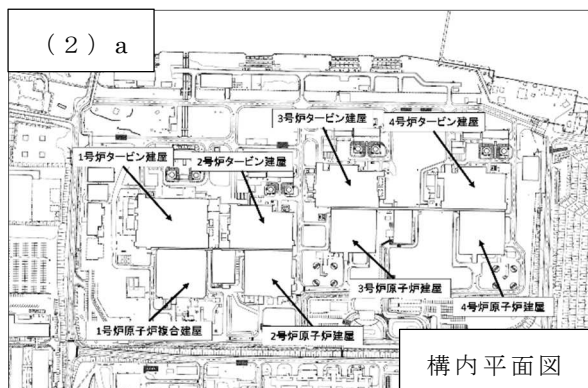 （２）ａ
3号炉タービン建屋
4号炉タービン建屋
1号炉タービン建屋
2号炉タービン建屋
3号炉原子炉建屋
4号炉原子炉建屋
1号炉原子炉複合建屋
2号炉原子炉建屋
構内平面図